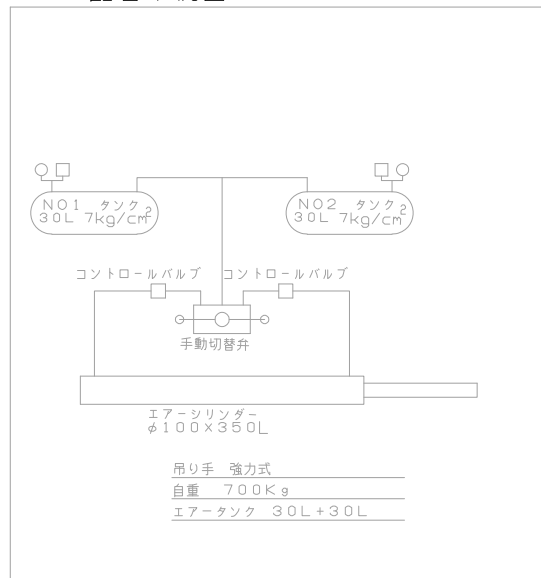 NO1 タンク
30L 7kg/cm²
NO2 タンク
30L 7kg/cm²
コントロールバルブ
コントロールバルブ
手動切替弁
エアーシリンダー
φ100×350L
吊り手 強力式
自重 700Kg
エアータンク 30L+30L